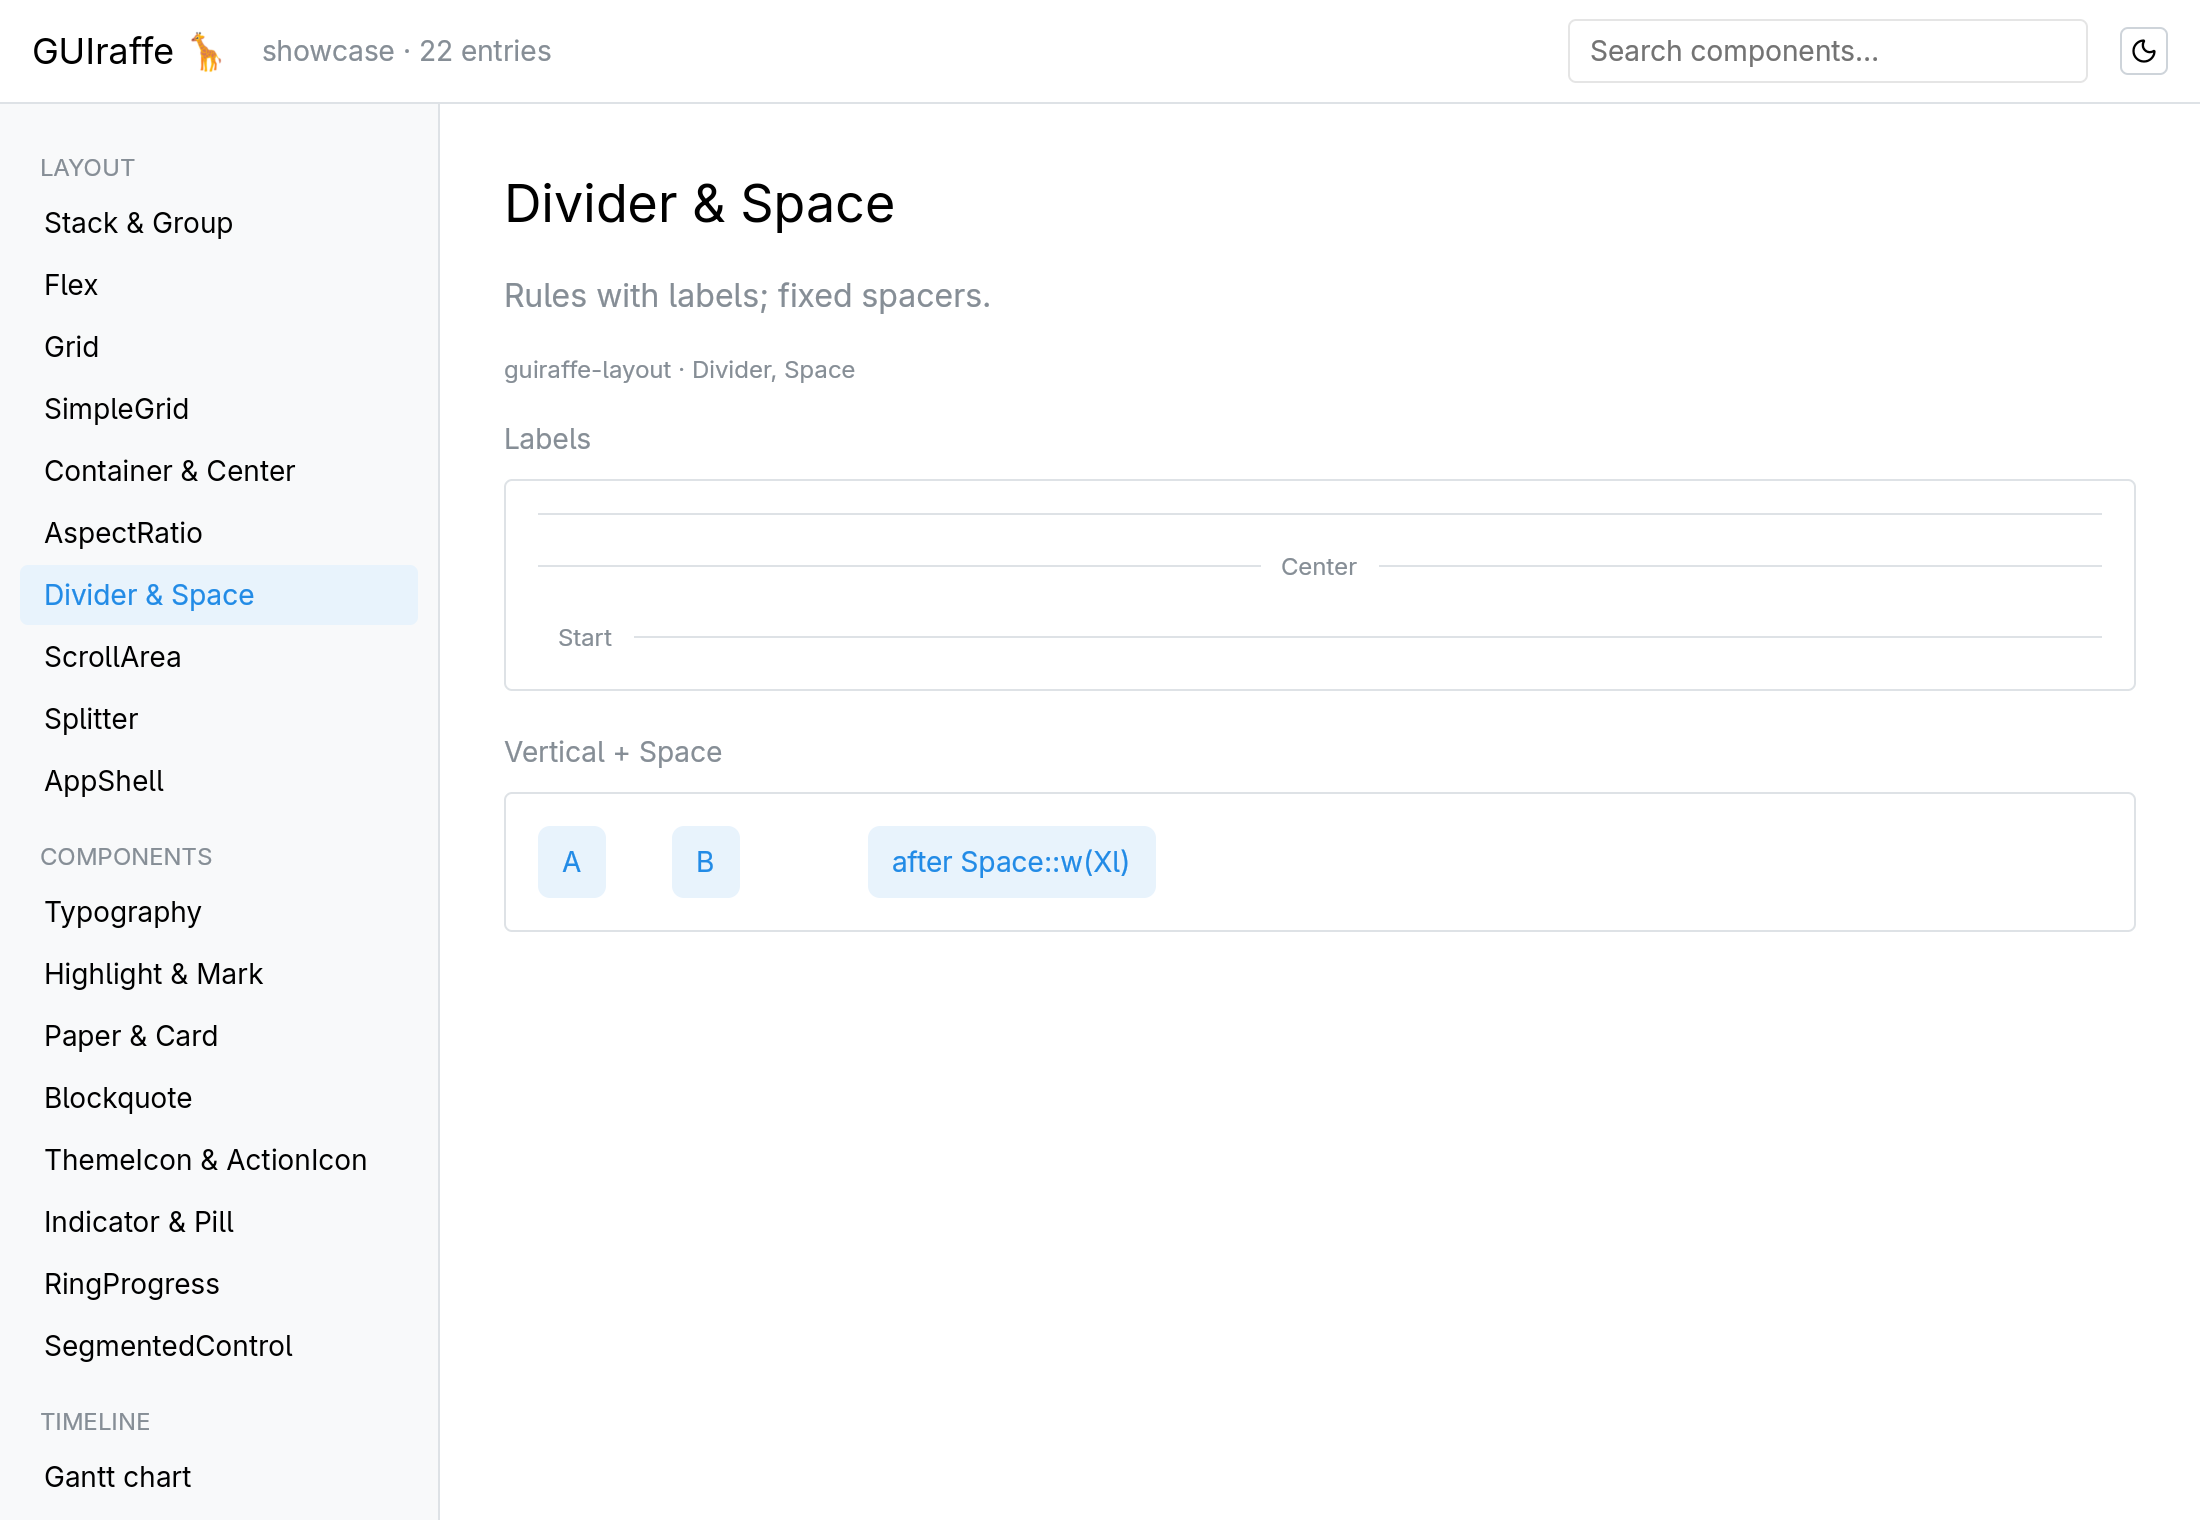 GUIraffe 🦒 showcase · 22 entries Search components...
LAYOUT
Stack & Group
Flex
Grid
SimpleGrid
Container & Center
AspectRatio
Divider & Space
ScrollArea
Splitter
AppShell
COMPONENTS
Typography
Highlight & Mark
Paper & Card
Blockquote
ThemeIcon & ActionIcon
Indicator & Pill
RingProgress
SegmentedControl
TIMELINE
Gantt chart
Divider & Space
Rules with labels; fixed spacers.
guiraffe-layout · Divider, Space
Labels
Center
Start
Vertical + Space
A B after Space::w(Xl)